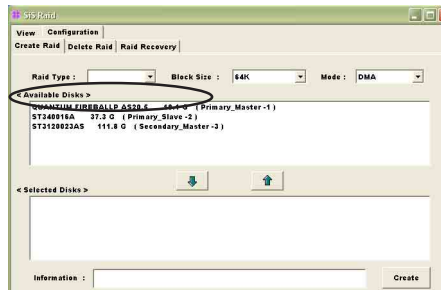 SiS Raid
View Configuration
Create Raid Delete Raid Raid Recovery
Raid Type : Block Size : 64K Mode : DMA
< Available Disks >
QUANTUM FIREBALLP AS20.5 19.1 G ( Primary_Master -1 )
ST340016A 37.3 G ( Primary_Slave -2 )
ST3120023AS 111.8 G ( Secondary_Master -3 )
< Selected Disks >
Information : Create